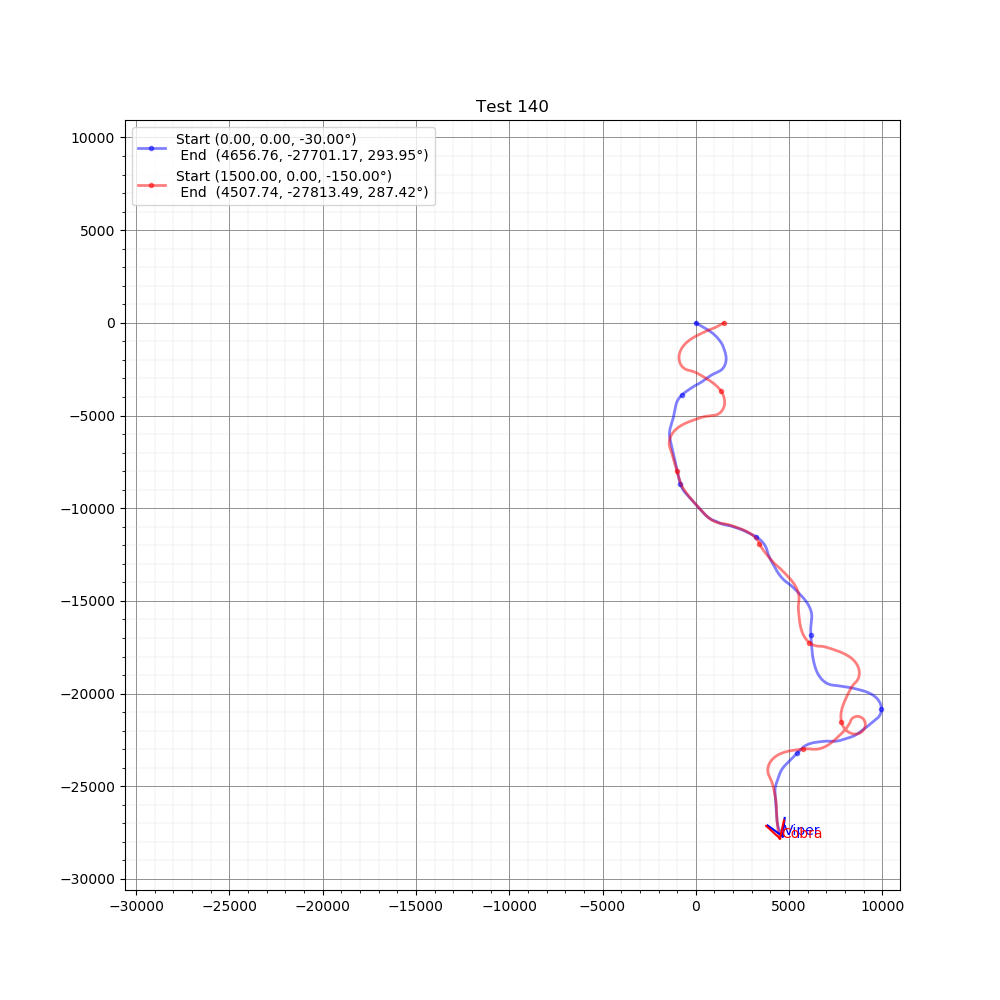 Test 140
Start (0.00, 0.00, -30.00°)
End (4656.76, -27701.17, 293.95°)
Start (1500.00, 0.00, -150.00°)
End (4507.74, -27813.49, 287.42°)
10000
5000
0
−5000
−10000
−15000
−20000
−25000
−30000
Viper
Cobra
−30000 −25000 −20000 −15000 −10000 −5000 0 5000 10000